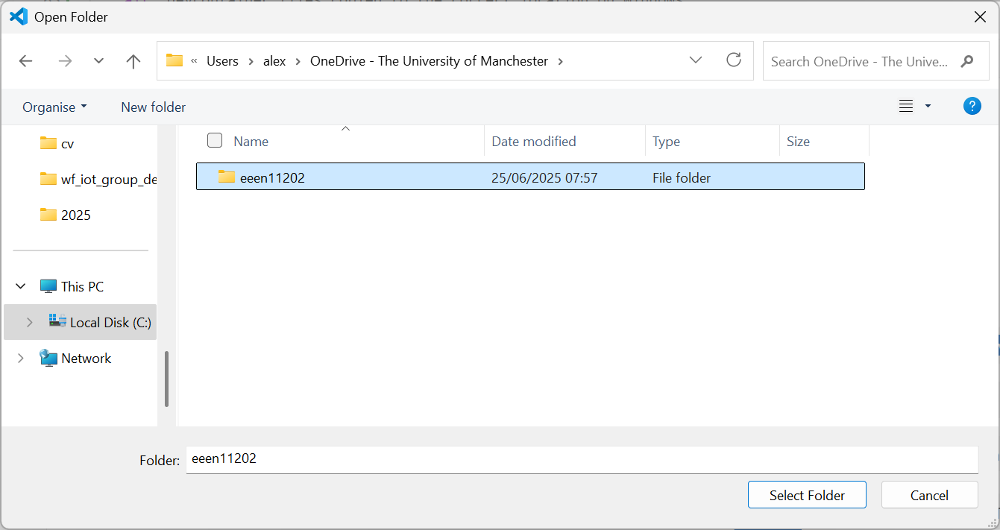 Open Folder
« Users > alex > OneDrive - The University of Manchester >
Search OneDrive - The Unive...
Organise
New folder
?
Name Date modified Type Size
eeen11202 25/06/2025 07:57 File folder
cv
wf_iot_group_de
2025
This PC
Local Disk (C:)
Network
Folder: eeen11202
Select Folder Cancel